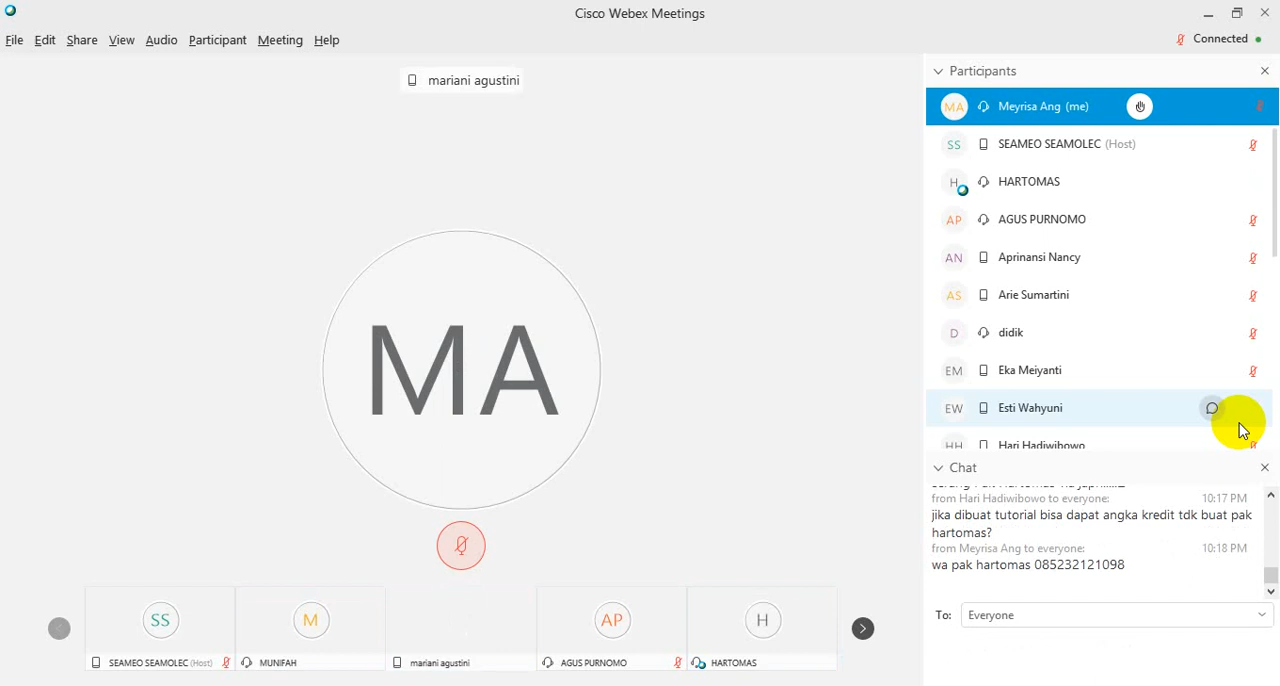 Cisco Webex Meetings
File Edit Share View Audio Participant Meeting Help
Connected
mariani agustini
MA
SS SEAMEO SEAMOLEC (Host)
M MUNIFAH
mariani agustini
AP AGUS PURNOMO
H HARTOMAS
Participants
MA Meyrisa Ang (me)
SS SEAMEO SEAMOLEC (Host)
H HARTOMAS
AP AGUS PURNOMO
AN Aprinansi Nancy
AS Arie Sumartini
D didik
EM Eka Meiyanti
EW Esti Wahyuni
HH Hari Hadiwibowo
Chat
from Hari Hadiwibowo to everyone: 10:17 PM
jika dibuat tutorial bisa dapat angka kredit tdk buat pak
hartomas?
from Meyrisa Ang to everyone: 10:18 PM
wa pak hartomas 085232121098
To: Everyone